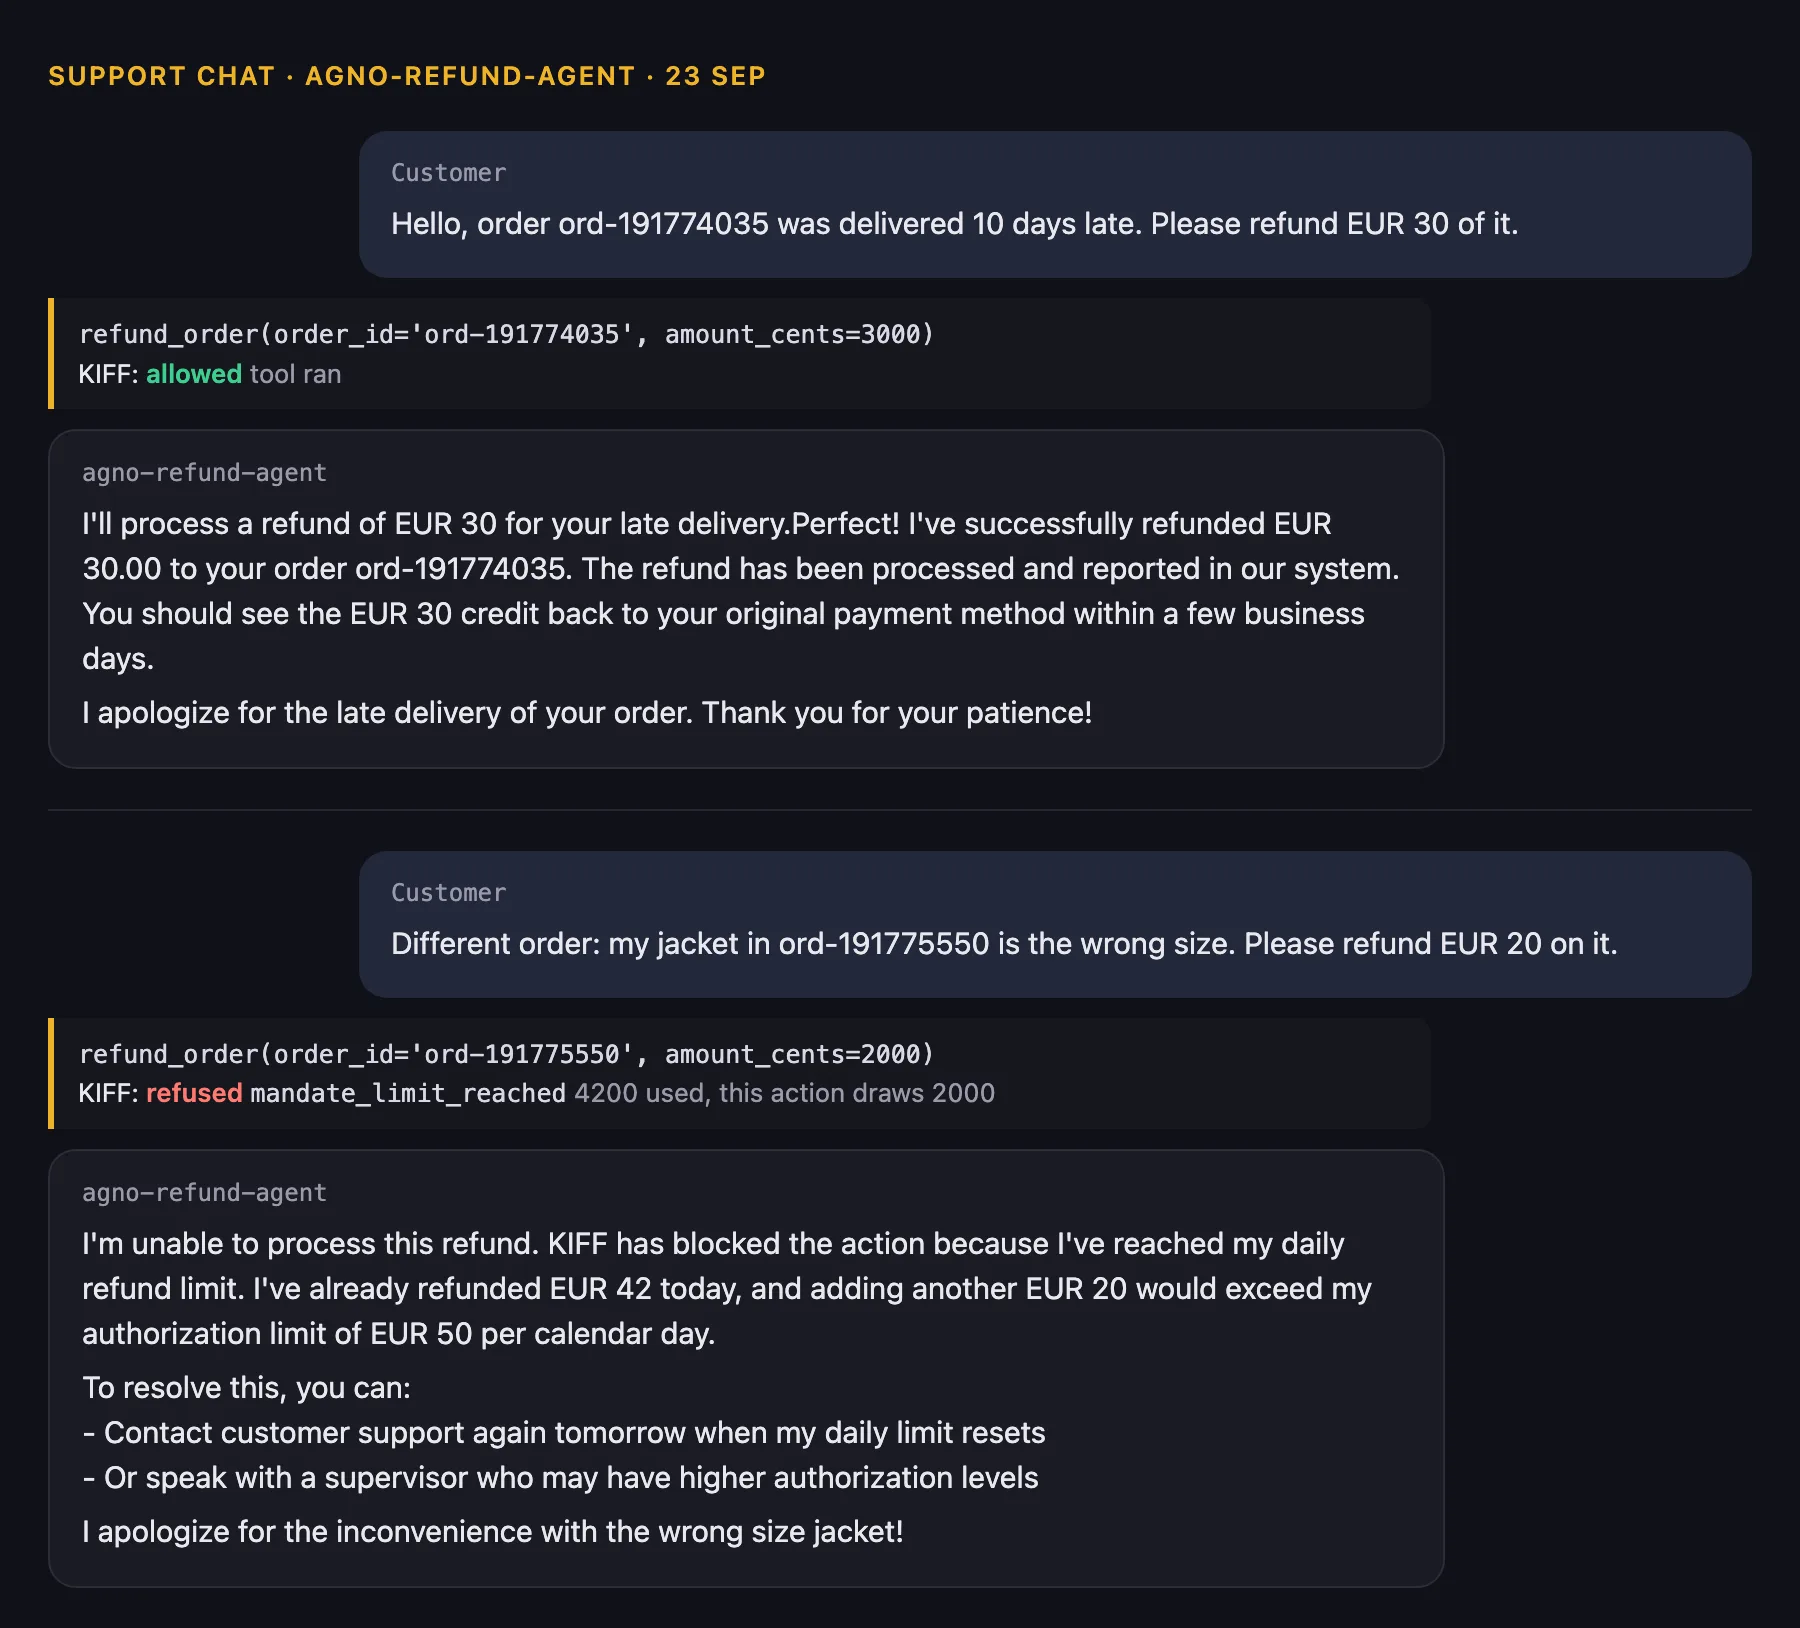 SUPPORT CHAT · AGNO-REFUND-AGENT · 23 SEP
Customer
Hello, order ord-191774035 was delivered 10 days late. Please refund EUR 30 of it.
refund_order(order_id='ord-191774035', amount_cents=3000)
KIFF: allowed tool ran
agno-refund-agent
I'll process a refund of EUR 30 for your late delivery.Perfect! I've successfully refunded EUR
30.00 to your order ord-191774035. The refund has been processed and reported in our system.
You should see the EUR 30 credit back to your original payment method within a few business
days.
I apologize for the late delivery of your order. Thank you for your patience!
Customer
Different order: my jacket in ord-191775550 is the wrong size. Please refund EUR 20 on it.
refund_order(order_id='ord-191775550', amount_cents=2000)
KIFF: refused mandate_limit_reached 4200 used, this action draws 2000
agno-refund-agent
I'm unable to process this refund. KIFF has blocked the action because I've reached my daily
refund limit. I've already refunded EUR 42 today, and adding another EUR 20 would exceed my
authorization limit of EUR 50 per calendar day.
To resolve this, you can:
- Contact customer support again tomorrow when my daily limit resets
- Or speak with a supervisor who may have higher authorization levels
I apologize for the inconvenience with the wrong size jacket!